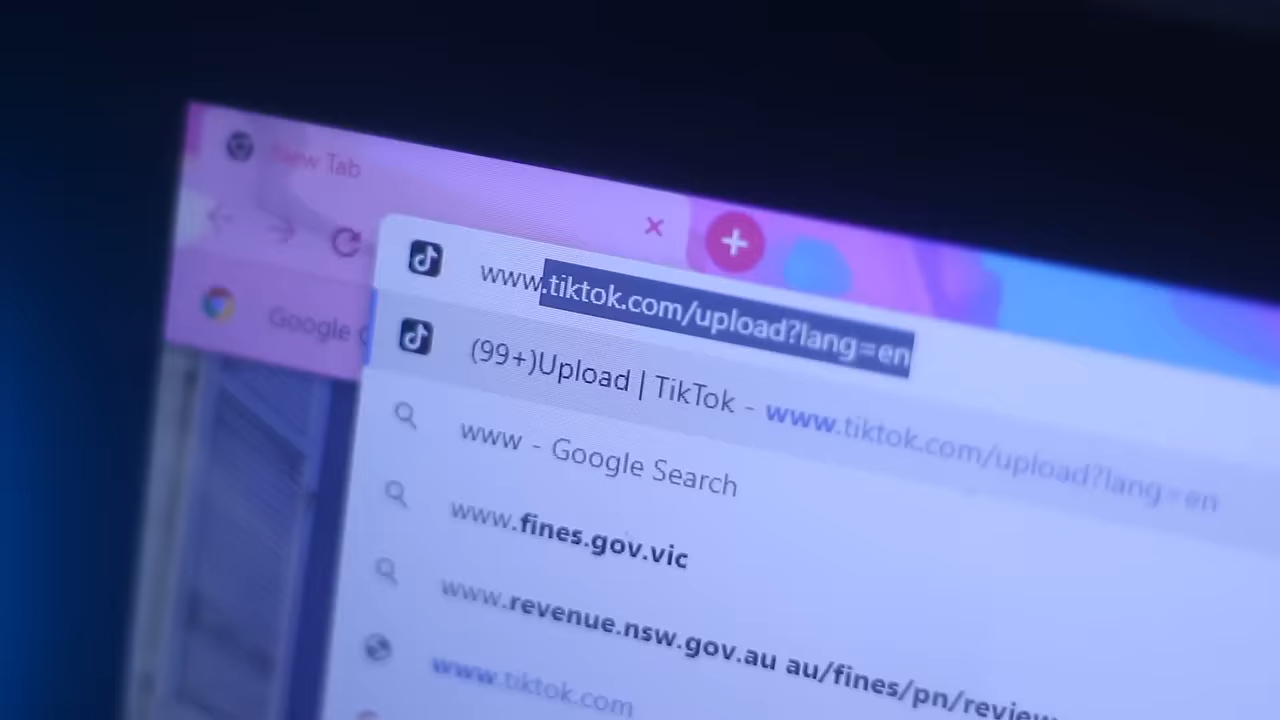 New Tab
www.tiktok.com/upload?lang=en
Google
(99+)Upload | TikTok - www.tiktok.com/upload?lang=en
www - Google Search
www.fines.gov.vic
www.revenue.nsw.gov.au au/fines/pn/review
www.tiktok.com